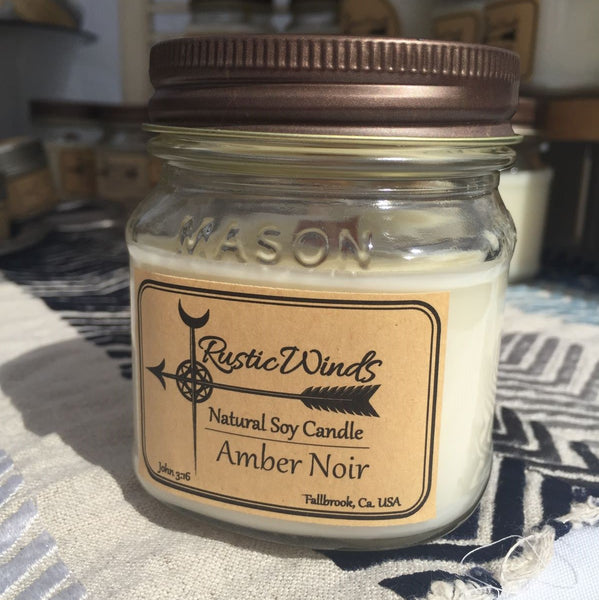 MASON
RusticWinds
Natural Soy Candle
Amber Noir
John 3:16
Fallbrook, Ca. USA